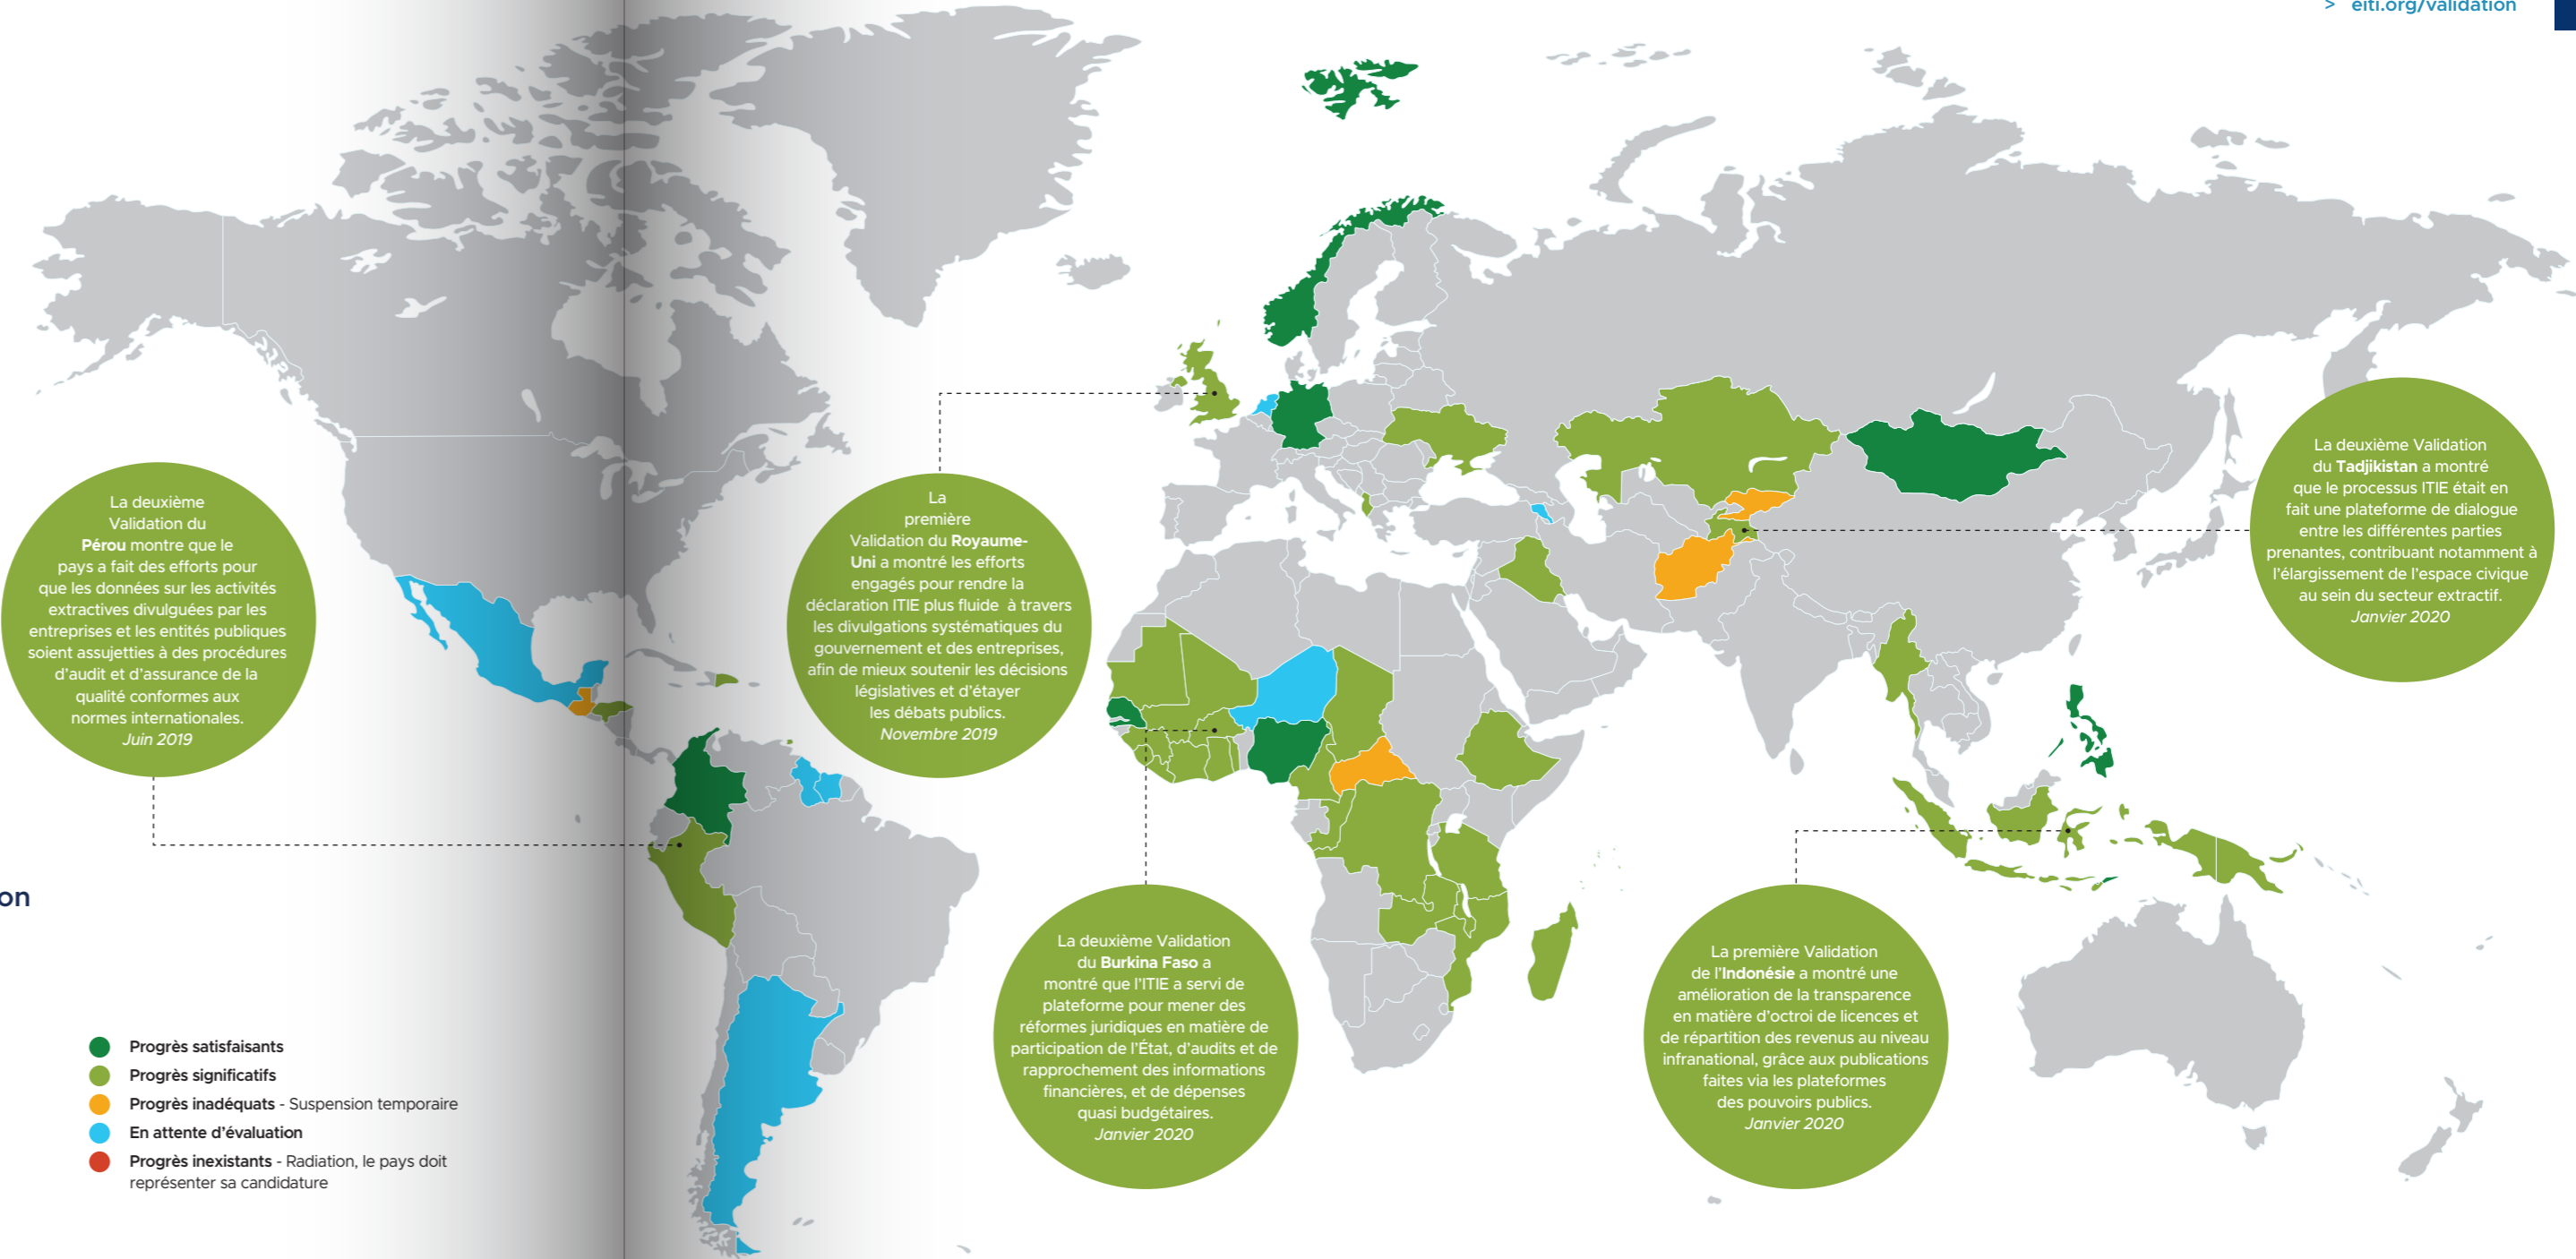 > eiti.org/validation
La deuxième
Validation du
Pérou montre que le
pays a fait des efforts pour
que les données sur les activités
extractives divulguées par les
entreprises et les entités publiques
soient assujetties à des procédures
d'audit et d'assurance de la
qualité conformes aux
normes internationales.
Juin 2019
La
première
Validation du Royaume-
Uni a montré les efforts
engagés pour rendre la
déclaration ITIE plus fluide à travers
les divulgations systématiques du
gouvernement et des entreprises,
afin de mieux soutenir les décisions
législatives et d'étayer
les débats publics.
Novembre 2019
La deuxième Validation
du Tadjikistan a montré
que le processus ITIE était en
fait une plateforme de dialogue
entre les différentes parties
prenantes, contribuant notamment à
l'élargissement de l'espace civique
au sein du secteur extractif.
Janvier 2020
La deuxième Validation
du Burkina Faso a
montré que l'ITIE a servi de
plateforme pour mener des
réformes juridiques en matière de
participation de l'État, d'audits et de
rapprochement des informations
financières, et de dépenses
quasi budgétaires.
Janvier 2020
La première Validation
de l'Indonésie a montré une
amélioration de la transparence
en matière d'octroi de licences et
de répartition des revenus au niveau
infranational, grâce aux publications
faites via les plateformes
des pouvoirs publics.
Janvier 2020
on
Progrès satisfaisants
Progrès significatifs
Progrès inadéquats - Suspension temporaire
En attente d'évaluation
Progrès inexistants - Radiation, le pays doit
représenter sa candidature